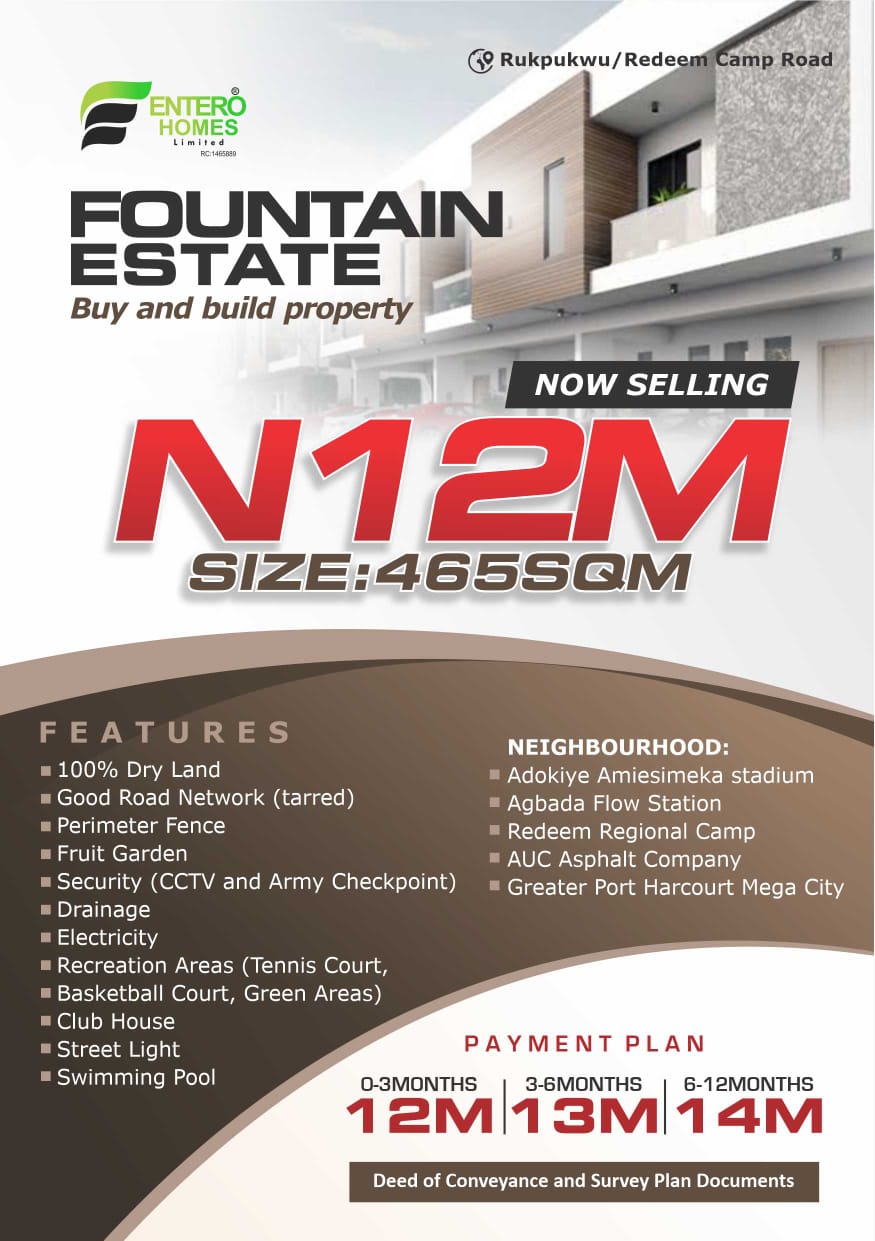 Rukpukwu/Redeem Camp Road
ENTERO®
HOMES
Limited
RC:1465889
FOUNTAIN
ESTATE
Buy and build property
NOW SELLING
N12M
SIZE:465SQM
FEATURES
100% Dry Land
Good Road Network (tarred)
Perimeter Fence
Fruit Garden
Security (CCTV and Army Checkpoint)
Drainage
Electricity
Recreation Areas (Tennis Court,
Basketball Court, Green Areas)
Club House
Street Light
Swimming Pool
NEIGHBOURHOOD:
Adokiye Amiesimeka stadium
Agbada Flow Station
Redeem Regional Camp
AUC Asphalt Company
Greater Port Harcourt Mega City
PAYMENT PLAN
0-3MONTHS
12M
3-6MONTHS
13M
6-12MONTHS
14M
Deed of Conveyance and Survey Plan Documents